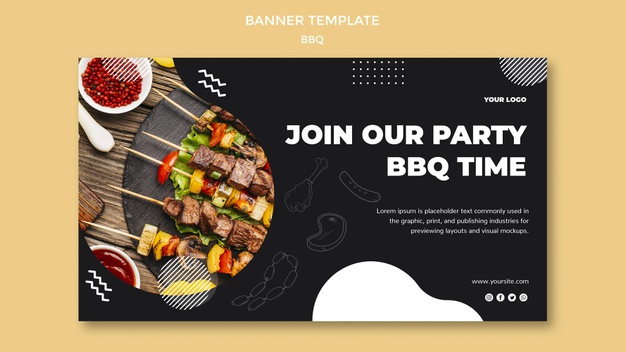 BANNER TEMPLATE
BBQ
YOUR LOGO
JOIN OUR PARTY
BBQ TIME
Lorem ipsum is placeholder text commonly used in
the graphic, print, and publishing industries for
previewing layouts and visual mockups.
www.yoursite.com